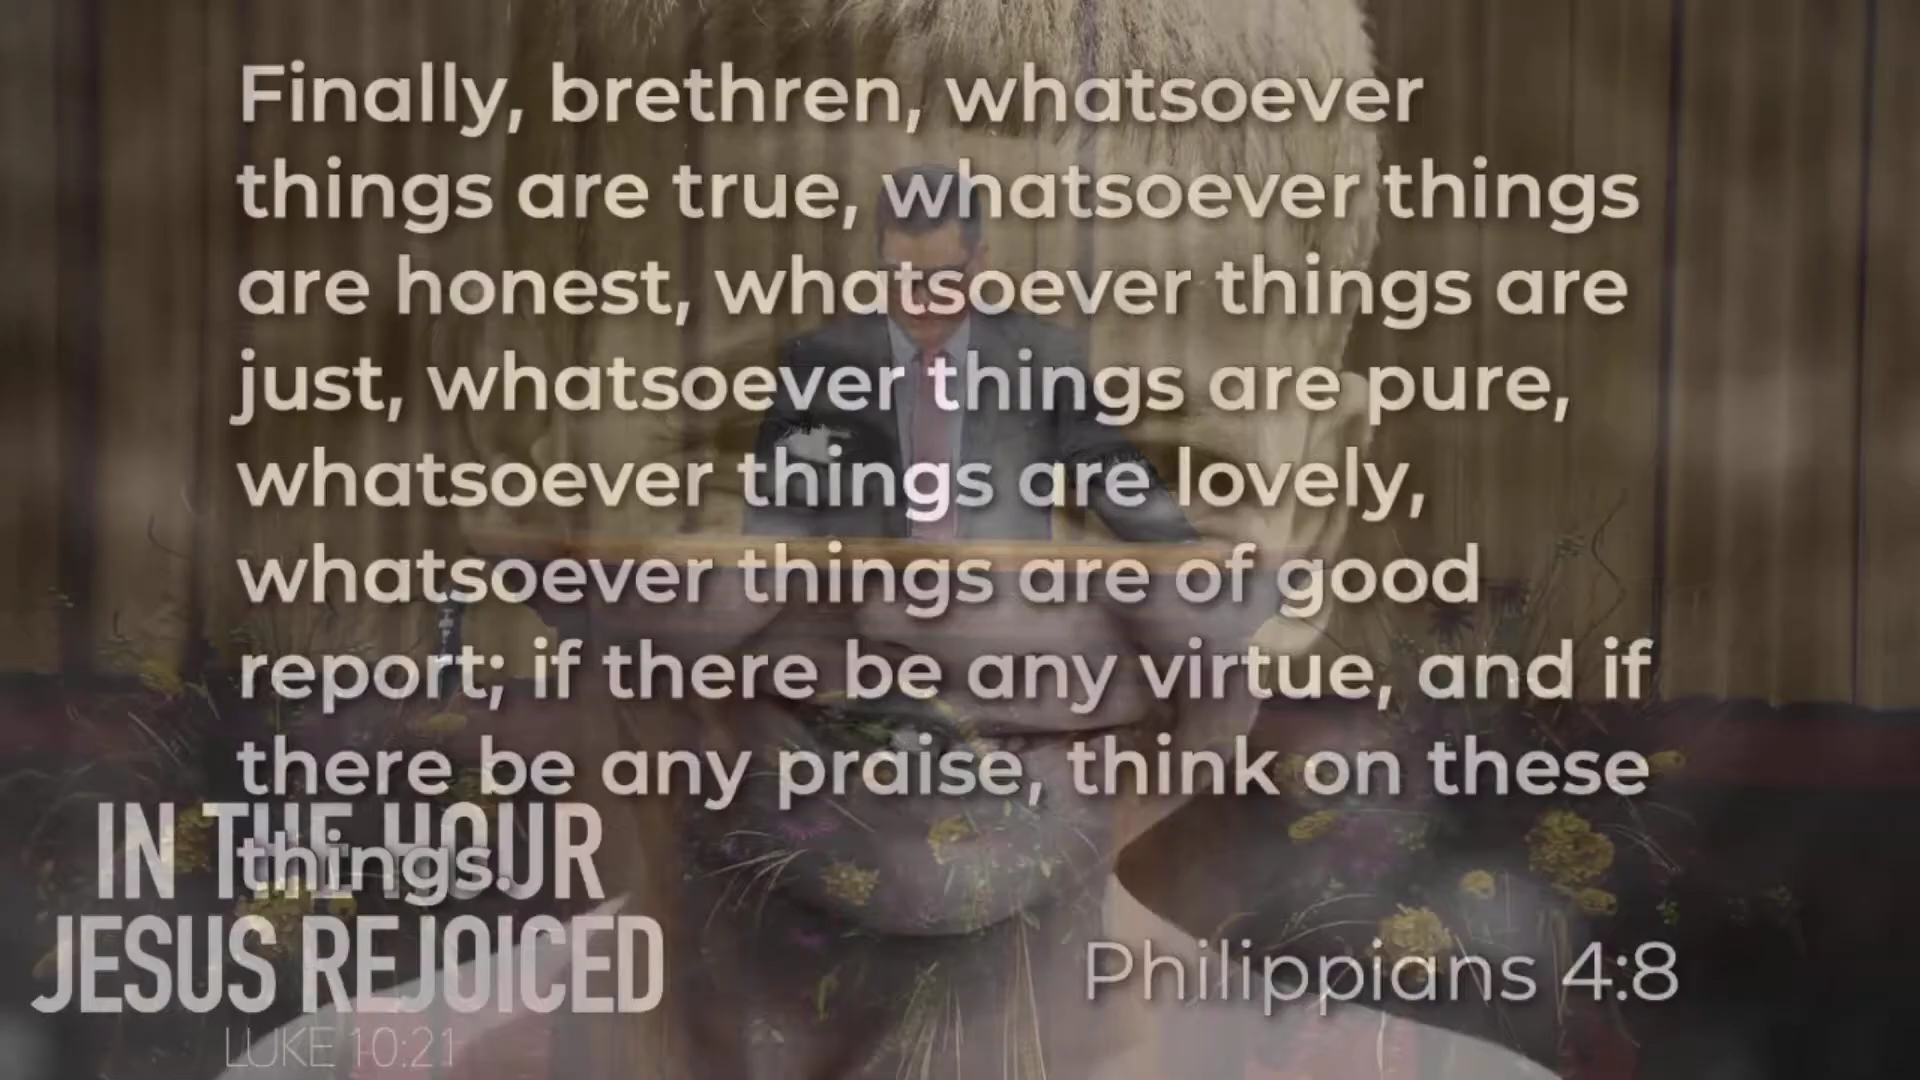 Finally, brethren, whatsoever
things are true, whatsoever things
are honest, whatsoever things are
just, whatsoever things are pure,
whatsoever things are lovely,
whatsoever things are of good
report; if there be any virtue, and if
there be any praise, think on these
things.
Philippians 4:8
IN THE HOUR
JESUS REJOICED
LUKE 10:21